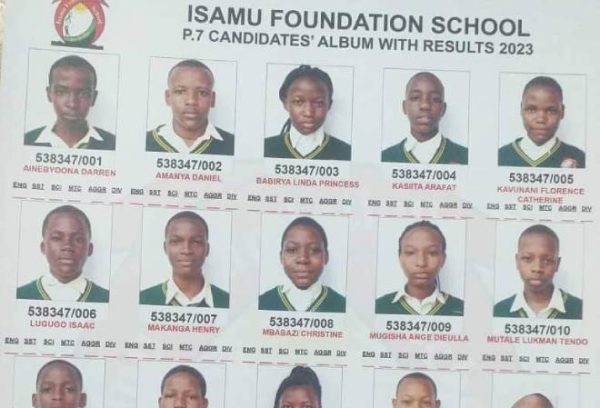 Isamu Foundation School
ISAMU FOUNDATION SCHOOL
P.7 CANDIDATES' ALBUM WITH RESULTS 2023
538347/001
AINEBYOONA DARREN
ENG SST SCI MTC AGGR DIV
538347/002
AMANYA DANIEL
ENG SST SCI MTC AGGR DIV
538347/003
BABIRYA LINDA PRINCESS
ENG SST SCI MTC AGGR DIV
538347/004
KASIITA ARAFAT
ENG SST SCI MTC AGGR DIV
538347/005
KAVUNANI FLORENCE
CATHERINE
ENG SST SCI MTC AGGR DIV
538347/006
LUGUGO ISAAC
ENG SST SCI MTC AGGR DIV
538347/007
MAKANGA HENRY
ENG SST SCI MTC AGGR DIV
538347/008
MBABAZI CHRISTINE
ENG SST SCI MTC AGGR DIV
538347/009
MUGISHA ANGE DIEULLA
ENG SST SCI MTC AGGR DIV
538347/010
MUTALE LUKMAN TENDO
ENG SST SCI MTC AGGR DIV